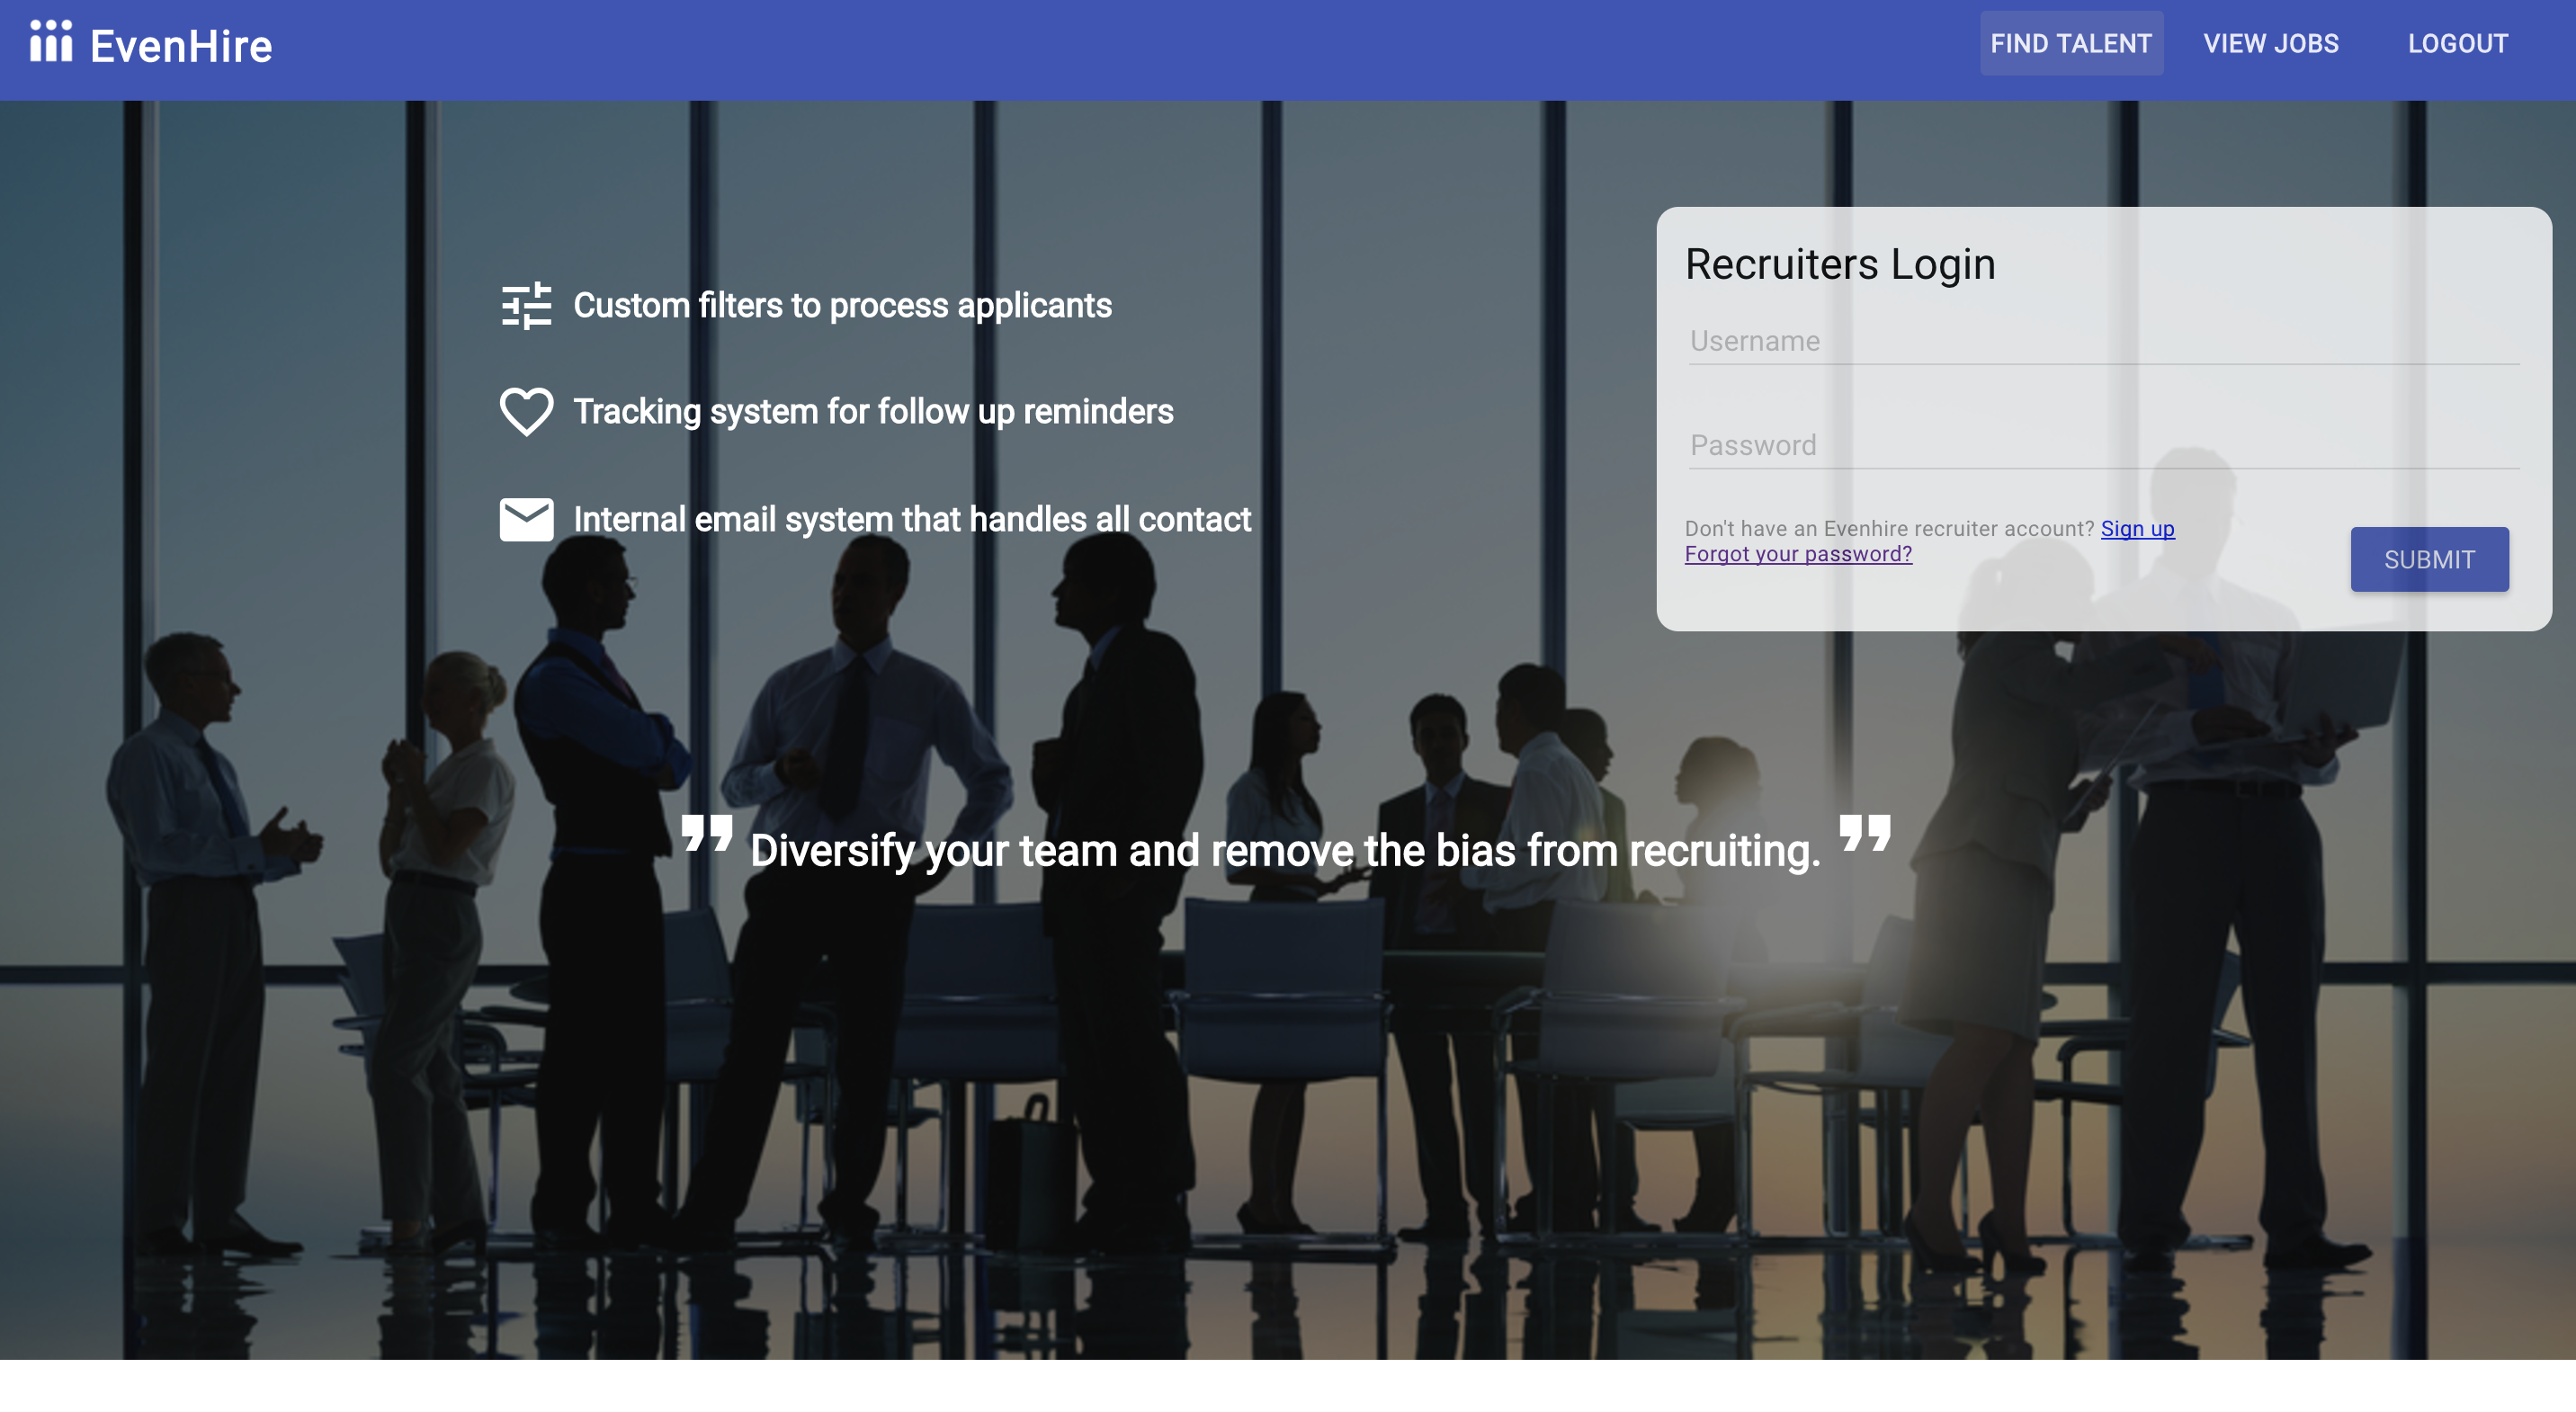 EvenHire
FIND TALENT
VIEW JOBS
LOGOUT
Custom filters to process applicants
Tracking system for follow up reminders
Internal email system that handles all contact
Recruiters Login
Username
Password
Don't have an Evenhire recruiter account? Sign up
Forgot your password?
SUBMIT
" Diversify your team and remove the bias from recruiting. "